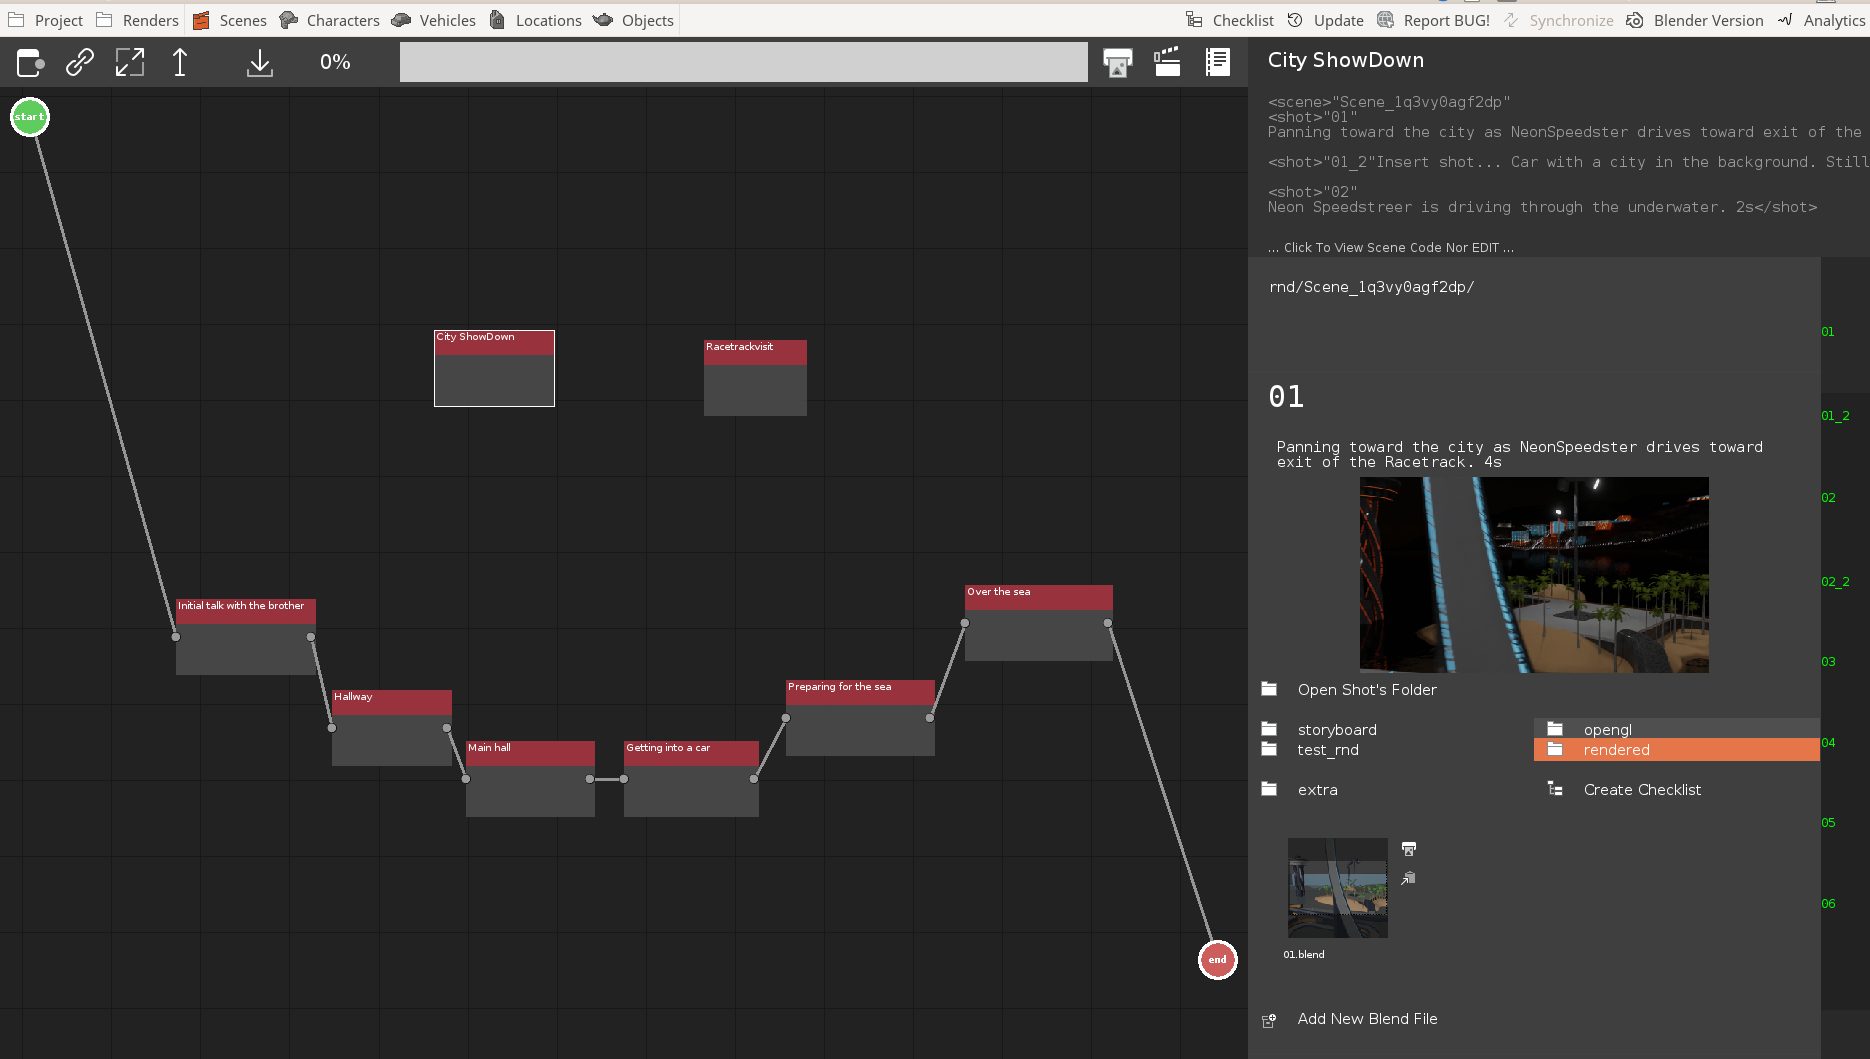 Project Renders Scenes Characters Vehicles Locations Objects Checklist Update Report BUG! Synchronize Blender Version Analytics
0%
City ShowDown
<scene>"Scene_1q3vy0agf2dp"
<shot>"01"
Panning toward the city as NeonSpeedster drives toward exit of the
<shot>"01_2"Insert shot... Car with a city in the background. Still
<shot>"02"
Neon Speedstreer is driving through the underwater. 2s</shot>
... Click To View Scene Code Nor EDIT ...
rnd/Scene_1q3vy0agf2dp/
01
Panning toward the city as NeonSpeedster drives toward
exit of the Racetrack. 4s
Open Shot's Folder
storyboard
opengl
test_rnd
rendered
extra
Create Checklist
01.blend
Add New Blend File
01
01_2
02
02_2
03
04
05
06
start
City ShowDown
Racetrackvisit
Initial talk with the brother
Hallway
Main hall
Getting into a car
Preparing for the sea
Over the sea
end